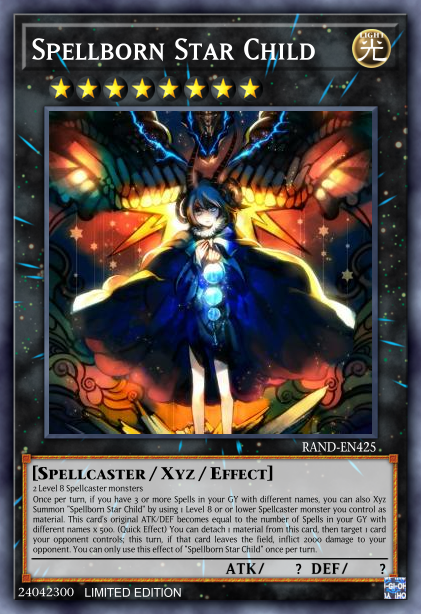 SPELLBORN STAR CHILD
LIGHT
光
RAND-EN425
[SPELLCASTER / XYZ / EFFECT]
2 Level 8 Spellcaster monsters
Once per turn, if you have 3 or more Spells in your GY with different names, you can also Xyz
Summon "Spellborn Star Child" by using 1 Level 8 or or lower Spellcaster monster you control as
material. This card's original ATK/DEF becomes equal to the number of Spells in your GY with
different names x 500. (Quick Effect) You can detach 1 material from this card, then target 1 card
your opponent controls; this turn, if that card leaves the field, inflict 2000 damage to your
opponent. You can only use this effect of "Spellborn Star Child" once per turn.
ATK/ ? DEF/ ?
24042300 LIMITED EDITION